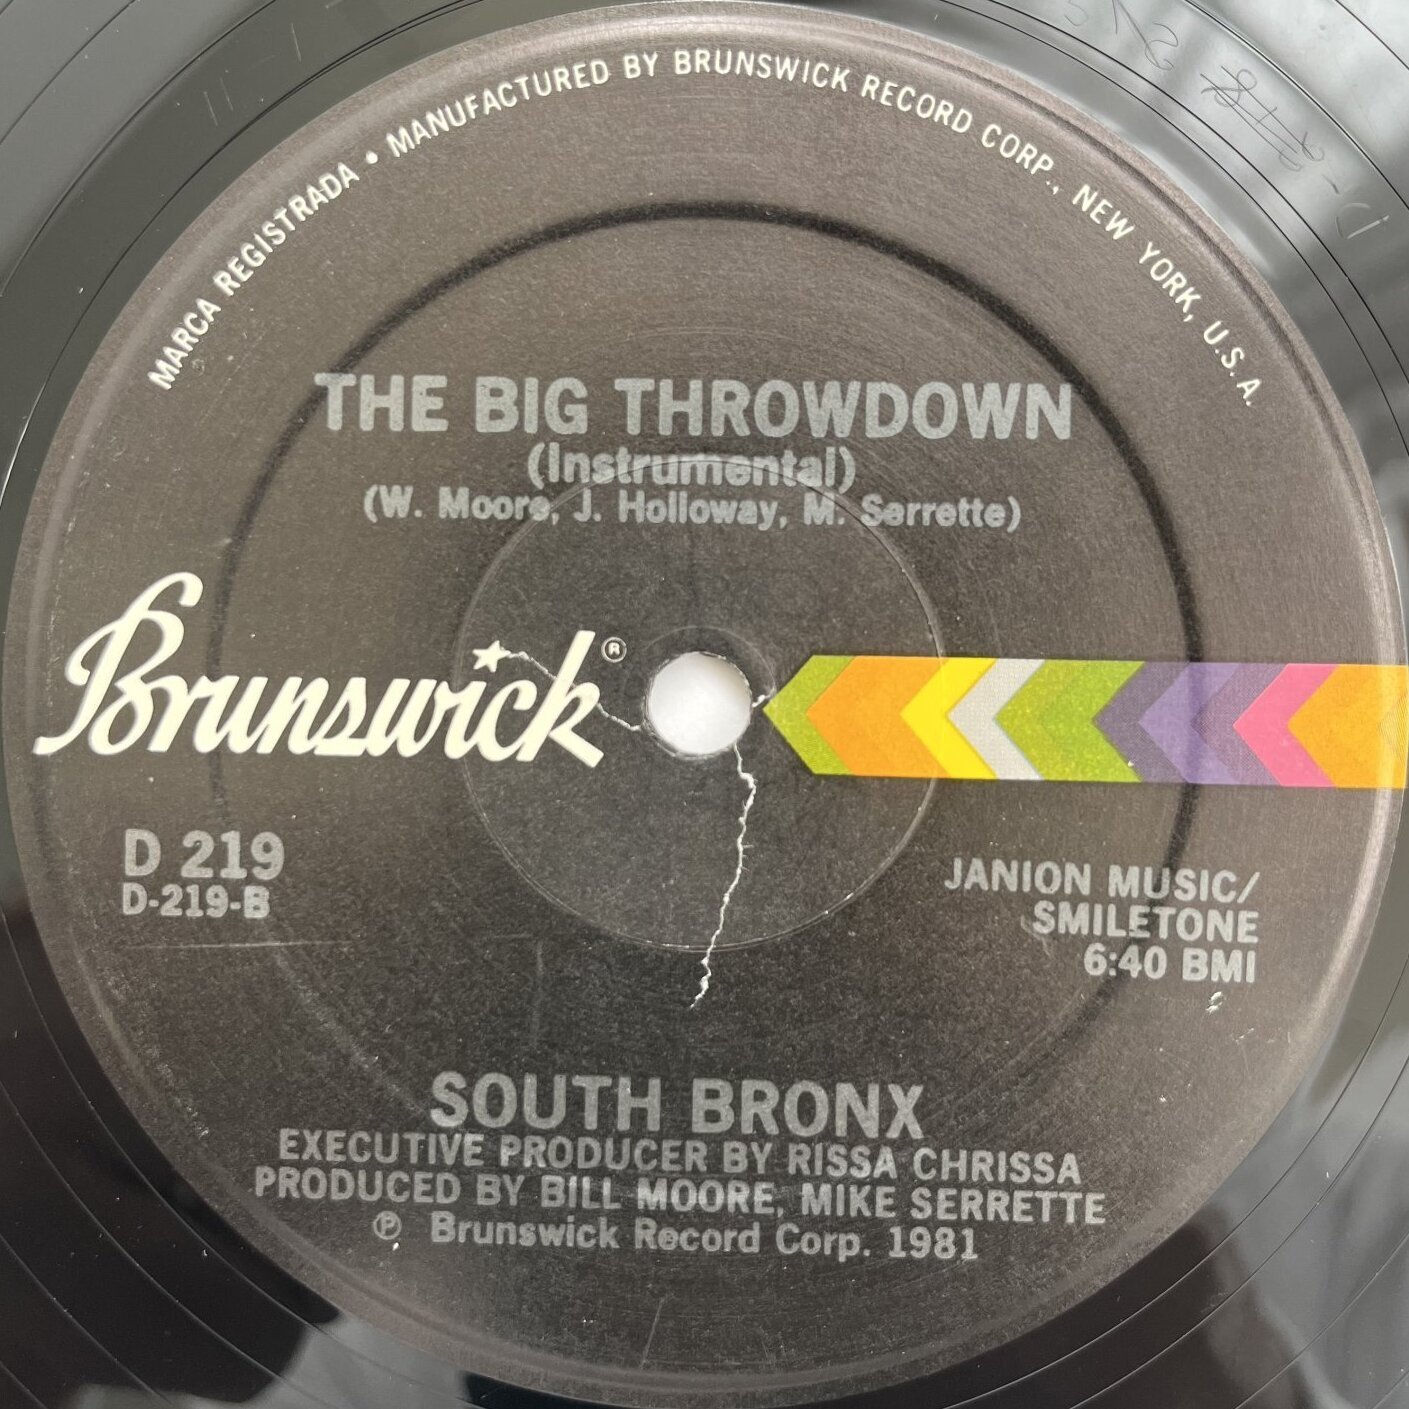 MARCA REGISTRADA • MANUFACTURED BY BRUNSWICK RECORD CORP., NEW YORK, U.S.A.
THE BIG THROWDOWN
(Instrumental)
(W. Moore, J. Holloway, M. Serrette)
Brunswick®
D 219
D-219-B
JANION MUSIC/
SMILETONE
6:40 BMI
SOUTH BRONX
EXECUTIVE PRODUCER BY RISSA CHRISSA
PRODUCED BY BILL MOORE, MIKE SERRETTE
℗ Brunswick Record Corp. 1981